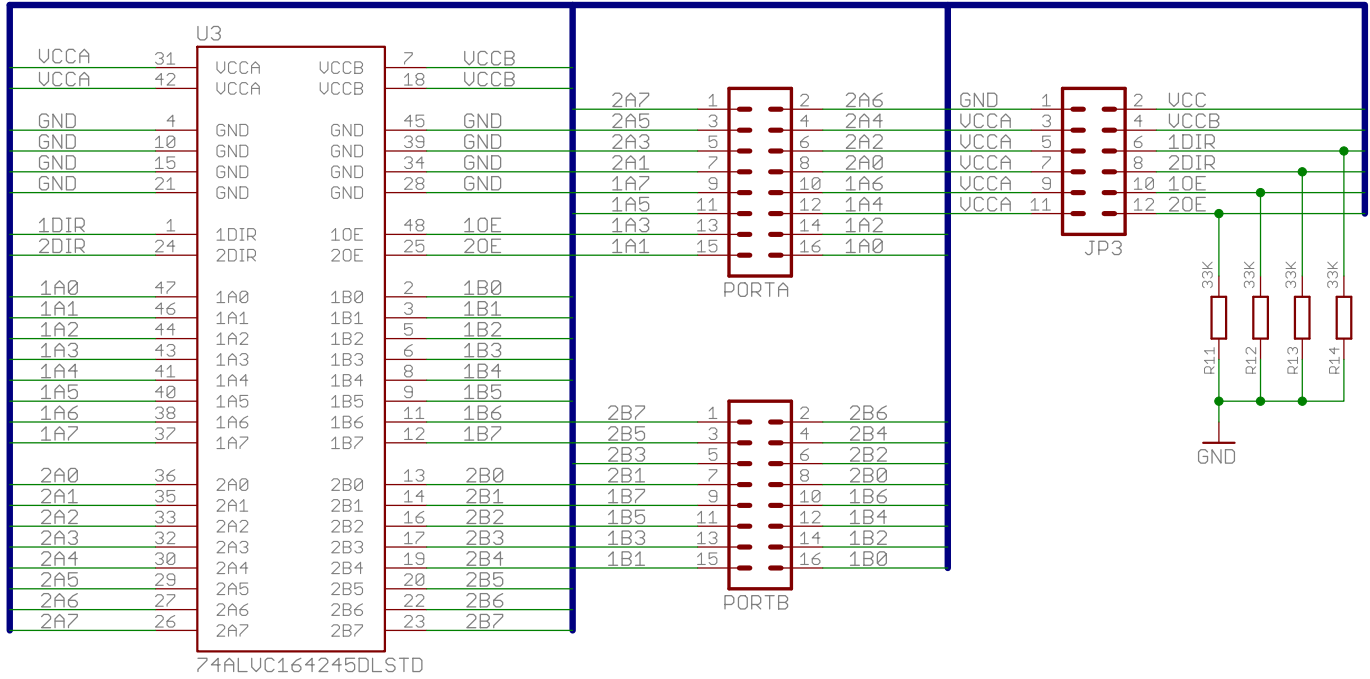 U3
VCCA 31 VCCA VCCB 7 VCCB
VCCA 42 VCCA VCCB 18 VCCB
GND 4 GND GND 45 GND
GND 10 GND GND 39 GND
GND 15 GND GND 34 GND
GND 21 GND GND 28 GND
1DIR 1 1DIR 1OE 48 1OE
2DIR 24 2DIR 2OE 25 2OE
1A0 47 1A0 1B0 2 1B0
1A1 46 1A1 1B1 3 1B1
1A2 44 1A2 1B2 5 1B2
1A3 43 1A3 1B3 6 1B3
1A4 41 1A4 1B4 8 1B4
1A5 40 1A5 1B5 9 1B5
1A6 38 1A6 1B6 11 1B6
1A7 37 1A7 1B7 12 1B7
2A0 36 2A0 2B0 13 2B0
2A1 35 2A1 2B1 14 2B1
2A2 33 2A2 2B2 16 2B2
2A3 32 2A3 2B3 17 2B3
2A4 30 2A4 2B4 19 2B4
2A5 29 2A5 2B5 20 2B5
2A6 27 2A6 2B6 22 2B6
2A7 26 2A7 2B7 23 2B7
74ALVC164245DLSTD
2A7 1 2 2A6
2A5 3 4 2A4
2A3 5 6 2A2
2A1 7 8 2A0
1A7 9 10 1A6
1A5 11 12 1A4
1A3 13 14 1A2
1A1 15 16 1A0
PORTA
2B7 1 2 2B6
2B5 3 4 2B4
2B3 5 6 2B2
2B1 7 8 2B0
1B7 9 10 1B6
1B5 11 12 1B4
1B3 13 14 1B2
1B1 15 16 1B0
PORTB
GND 1 2 VCC
VCCA 3 4 VCCB
VCCA 5 6 1DIR
VCCA 7 8 2DIR
VCCA 9 10 1OE
VCCA 11 12 2OE
JP3
33K 33K 33K 33K
R11 R12 R13 R14
GND